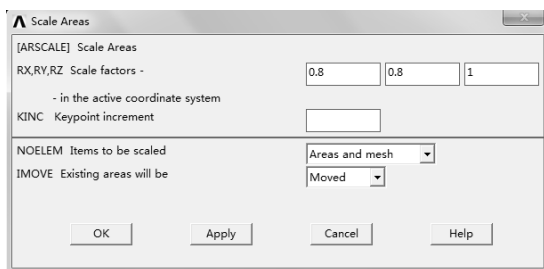 Scale Areas
[ARSCALE] Scale Areas
RX,RY,RZ Scale factors - 0.8 0.8 1
- in the active coordinate system
KINC Keypoint increment
NOELEM Items to be scaled Areas and mesh
IMOVE Existing areas will be Moved
OK Apply Cancel Help